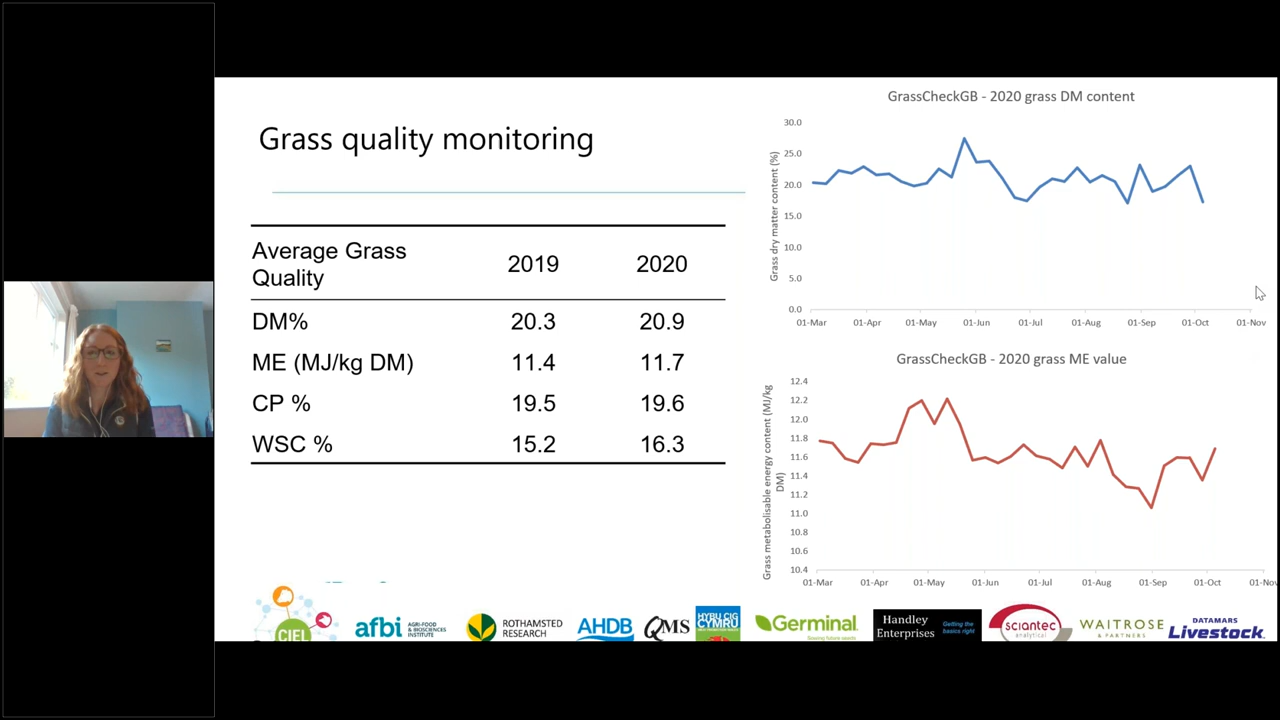 Grass quality monitoring
Average Grass
Quality
2019
2020
DM%
20.3
20.9
ME (MJ/kg DM)
11.4
11.7
CP %
19.5
19.6
WSC %
15.2
16.3
GrassCheckGB - 2020 grass DM content
Grass dry matter content (%)
30.0
25.0
20.0
15.0
10.0
5.0
0.0
01-Mar
01-Apr
01-May
01-Jun
01-Jul
01-Aug
01-Sep
01-Oct
01-Nov
GrassCheckGB - 2020 grass ME value
Grass metabolisable energy content (MJ/kg
DM)
12.4
12.2
12.0
11.8
11.6
11.4
11.2
11.0
10.8
10.6
10.4
01-Mar
01-Apr
01-May
01-Jun
01-Jul
01-Aug
01-Sep
01-Oct
01-Nov
CIEL
afbi
AGRI-FOOD
& BIOSCIENCES
INSTITUTE
ROTHAMSTED
RESEARCH
AHDB
QMS
HYBU CIG
CYMRU
Germinal
Handley
Enterprises
Getting the
basics right
sciantec
analytical
WAITROSE
& PARTNERS
DATAMARS
Livestock